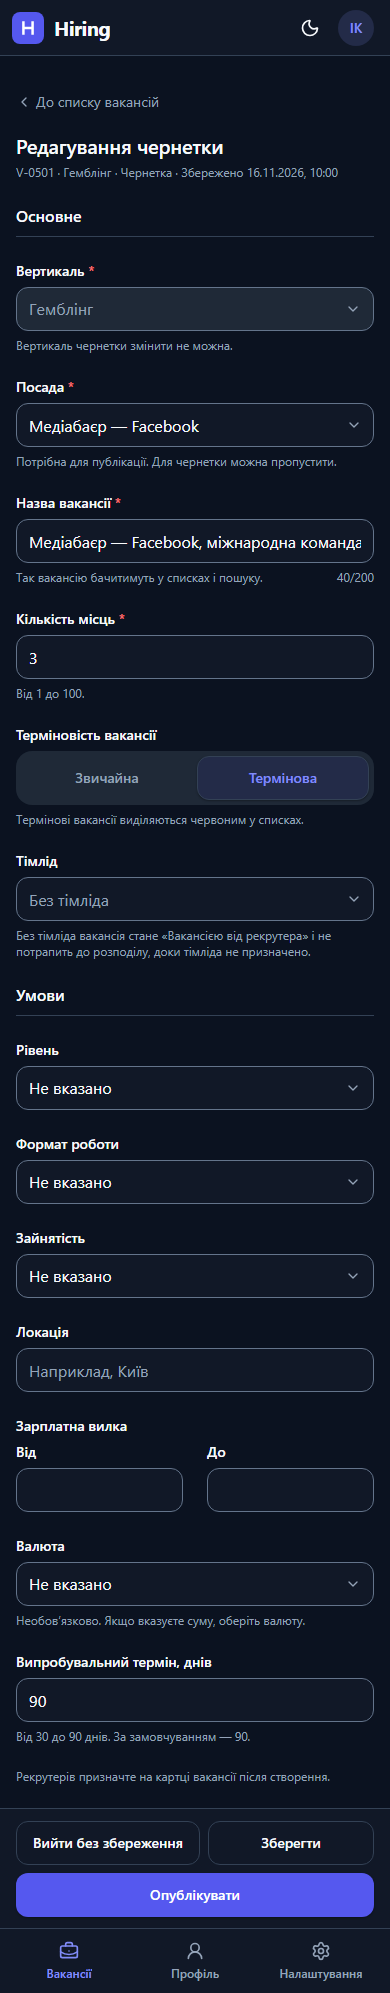 H Hiring IK
До списку вакансій
Редагування чернетки
V-0501 · Гемблінг · Чернетка · Збережено 16.11.2026, 10:00
Основне
Вертикаль *
Гемблінг
Вертикаль чернетки змінити не можна.
Посада *
Медіабаєр — Facebook
Потрібна для публікації. Для чернетки можна пропустити.
Назва вакансії *
Медіабаєр — Facebook, міжнародна команда
Так вакансію бачитимуть у списках і пошуку. 40/200
Кількість місць *
3
Від 1 до 100.
Терміновість вакансії
Звичайна Термінова
Термінові вакансії виділяються червоним у списках.
Тімлід
Без тімліда
Без тімліда вакансія стане «Вакансією від рекрутера» і не
потрапить до розподілу, доки тімліда не призначено.
Умови
Рівень
Не вказано
Формат роботи
Не вказано
Зайнятість
Не вказано
Локація
Наприклад, Київ
Зарплатна вилка
Від До
Валюта
Не вказано
Необов’язково. Якщо вказуєте суму, оберіть валюту.
Випробувальний термін, днів
90
Від 30 до 90 днів. За замовчуванням — 90.
Рекрутерів призначте на картці вакансії після створення.
Вийти без збереження Зберегти
Опублікувати
Вакансії Профіль Налаштування